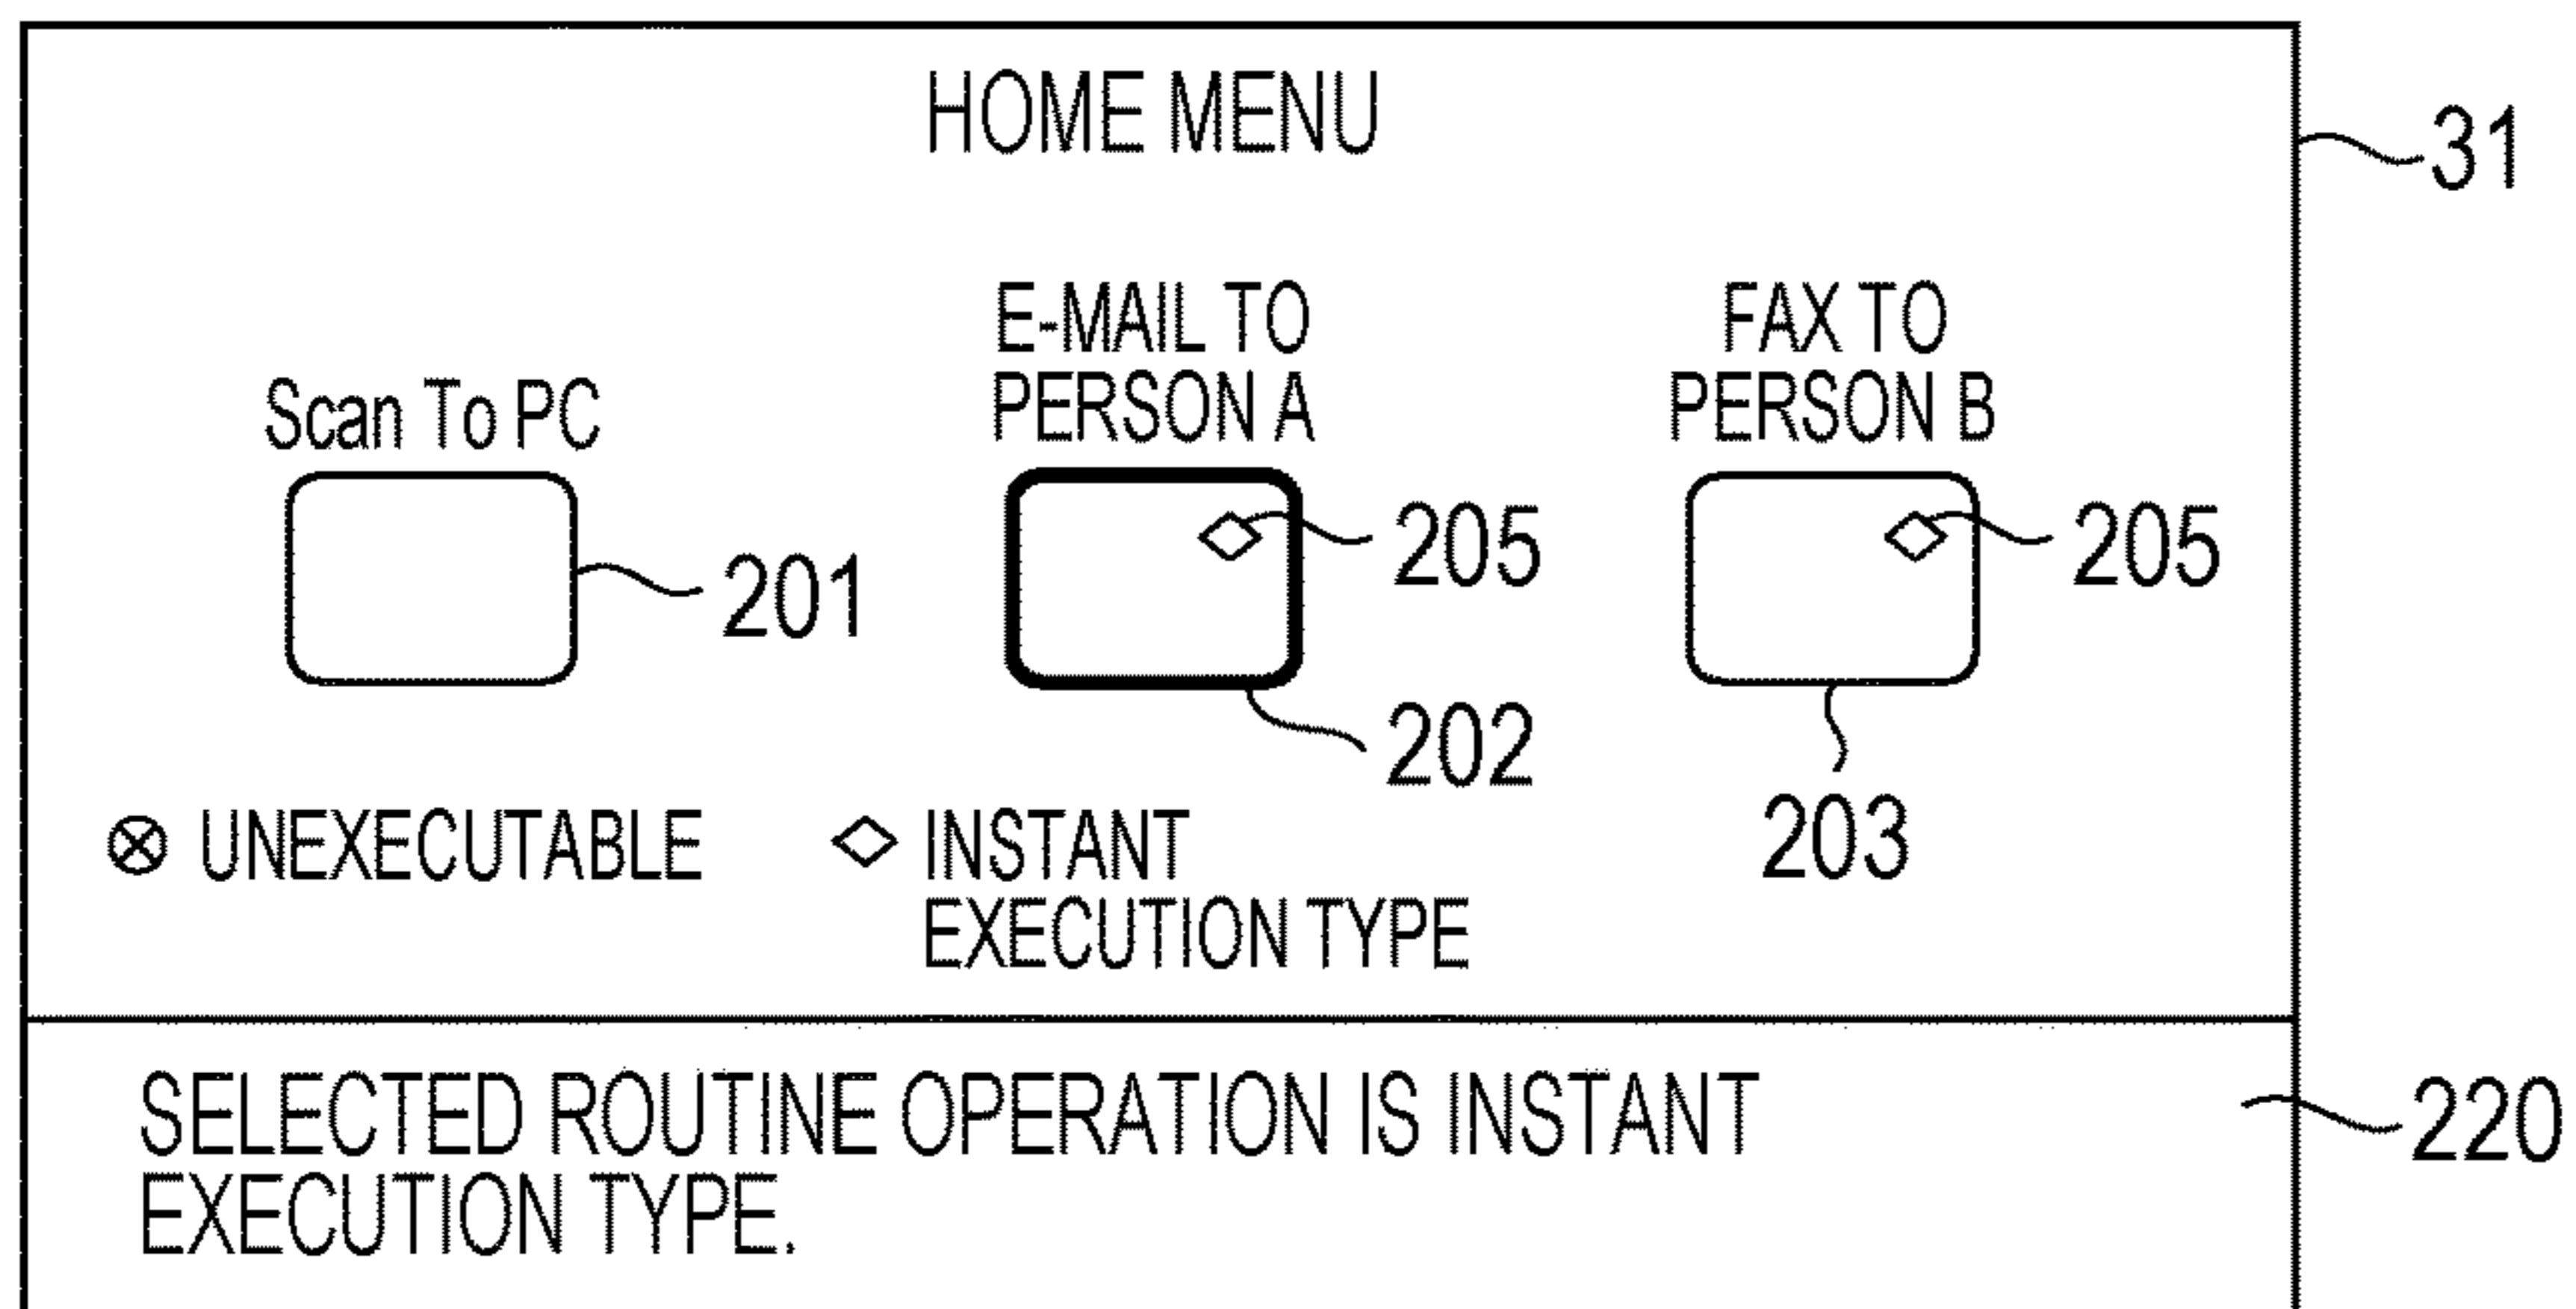 HOME MENU
31
E-MAIL TO
PERSON A
FAX TO
PERSON B
Scan To PC
205
205
201
202
203
UNEXECUTABLE
INSTANT
EXECUTION TYPE
SELECTED ROUTINE OPERATION IS INSTANT
EXECUTION TYPE.
220